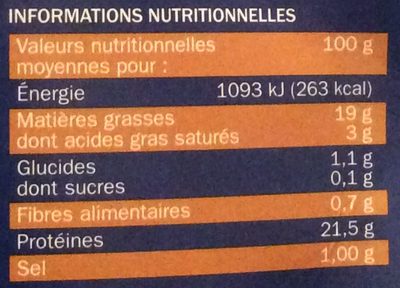 INFORMATIONS NUTRITIONNELLES
Valeurs nutritionnelles 100 g
moyennes pour :
Énergie 1093 kJ (263 kcal)
Matières grasses 19 g
dont acides gras saturés 3 g
Glucides 1,1 g
dont sucres 0,1 g
Fibres alimentaires 0,7 g
Protéines 21,5 g
Sel 1,00 g